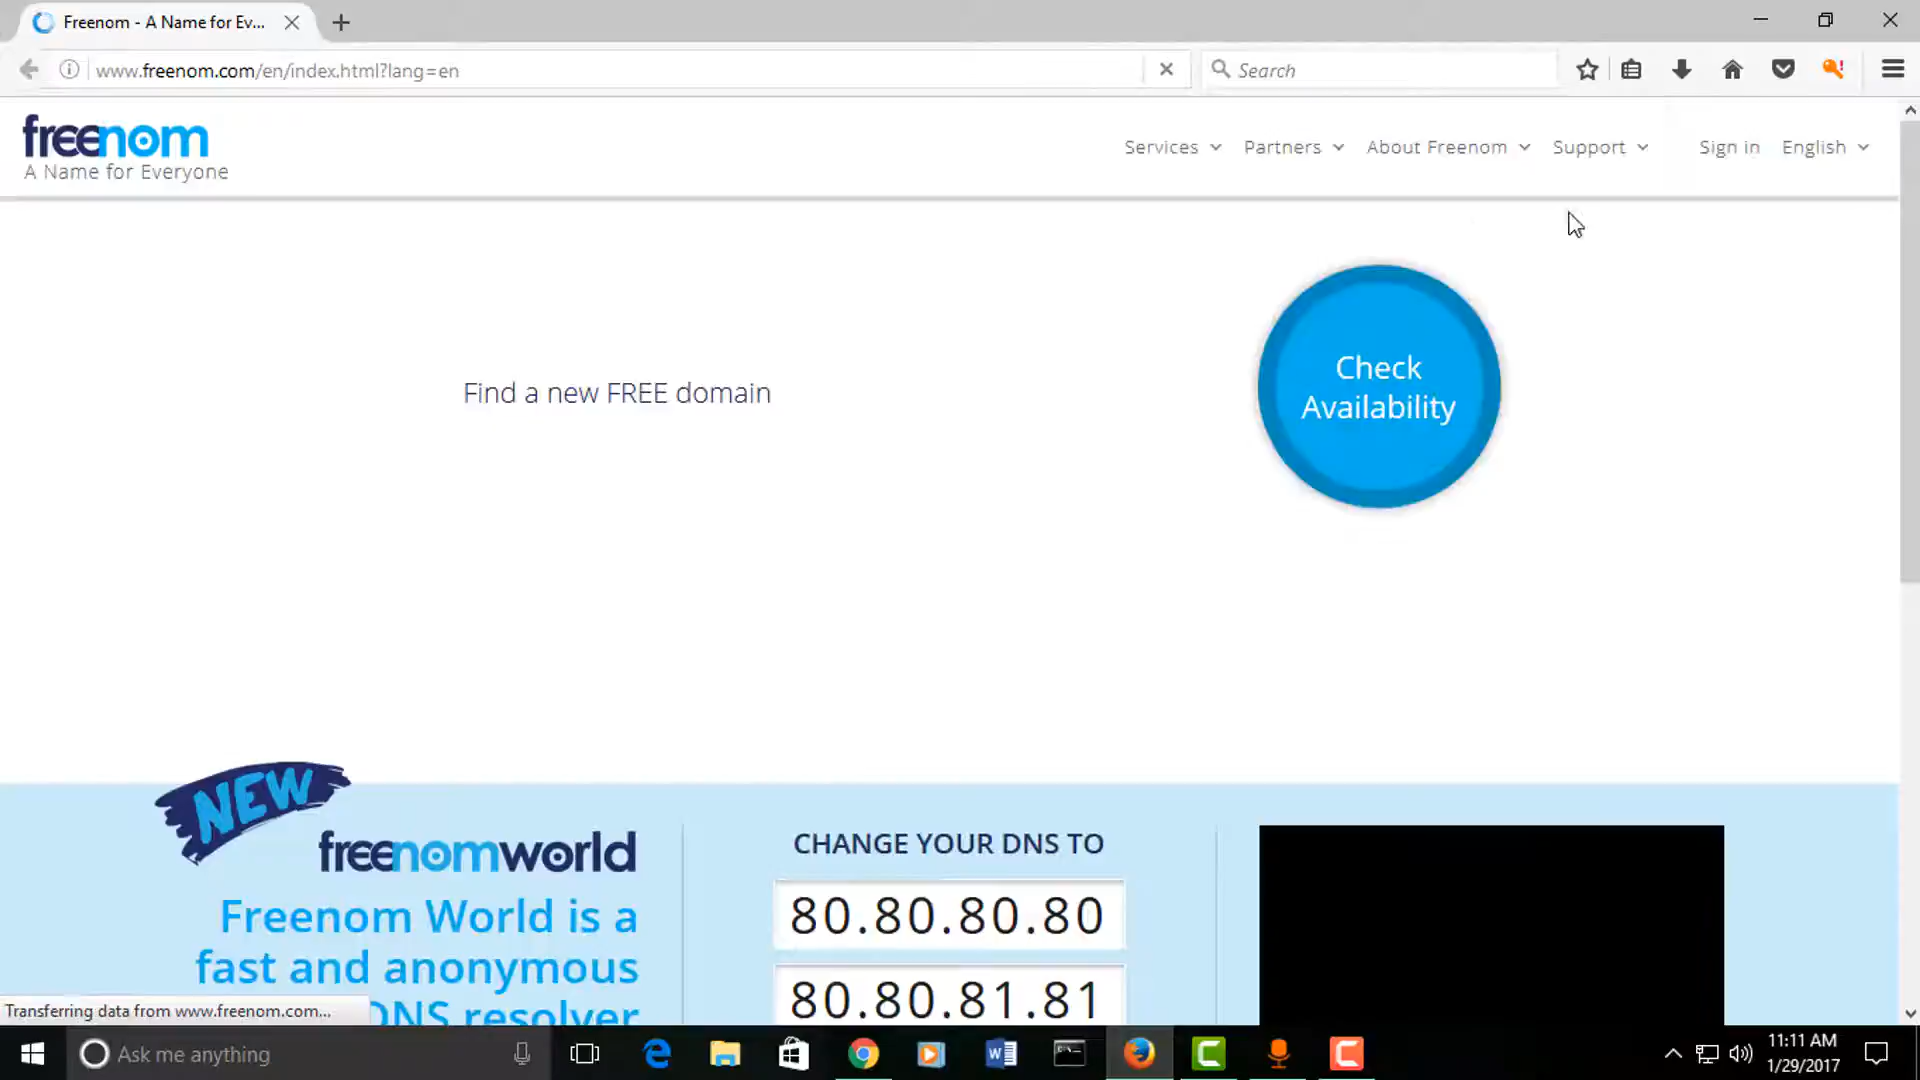 Freenom - A Name for Ev...
www.freenom.com/en/index.html?lang=en
Search
freenom
A Name for Everyone
Services
Partners
About Freenom
Support
Sign in
English
Find a new FREE domain
Check
Availability
NEW
freenomworld
Freenom World is a
fast and anonymous
DNS resolver
CHANGE YOUR DNS TO
80.80.80.80
80.80.81.81
Transferring data from www.freenom.com...
Ask me anything
11:11 AM
1/29/2017